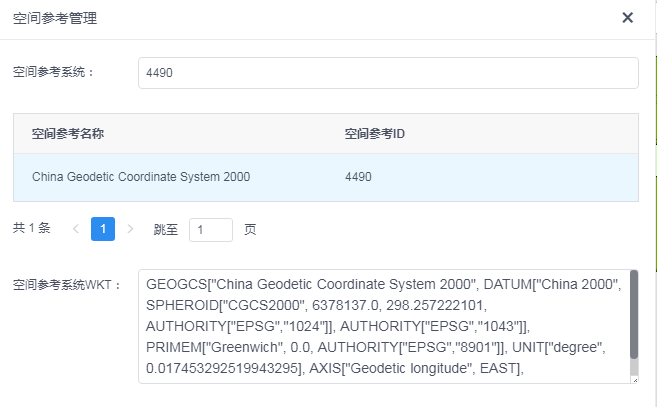 空间参考管理
空间参考系统：
4490
空间参考名称 空间参考ID
China Geodetic Coordinate System 2000 4490
共 1 条 1 跳至 1 页
空间参考系统WKT：
GEOGCS["China Geodetic Coordinate System 2000", DATUM["China 2000",
SPHEROID["CGCS2000", 6378137.0, 298.257222101,
AUTHORITY["EPSG","1024"]], AUTHORITY["EPSG","1043"]],
PRIMEM["Greenwich", 0.0, AUTHORITY["EPSG","8901"]], UNIT["degree",
0.017453292519943295], AXIS["Geodetic longitude", EAST],